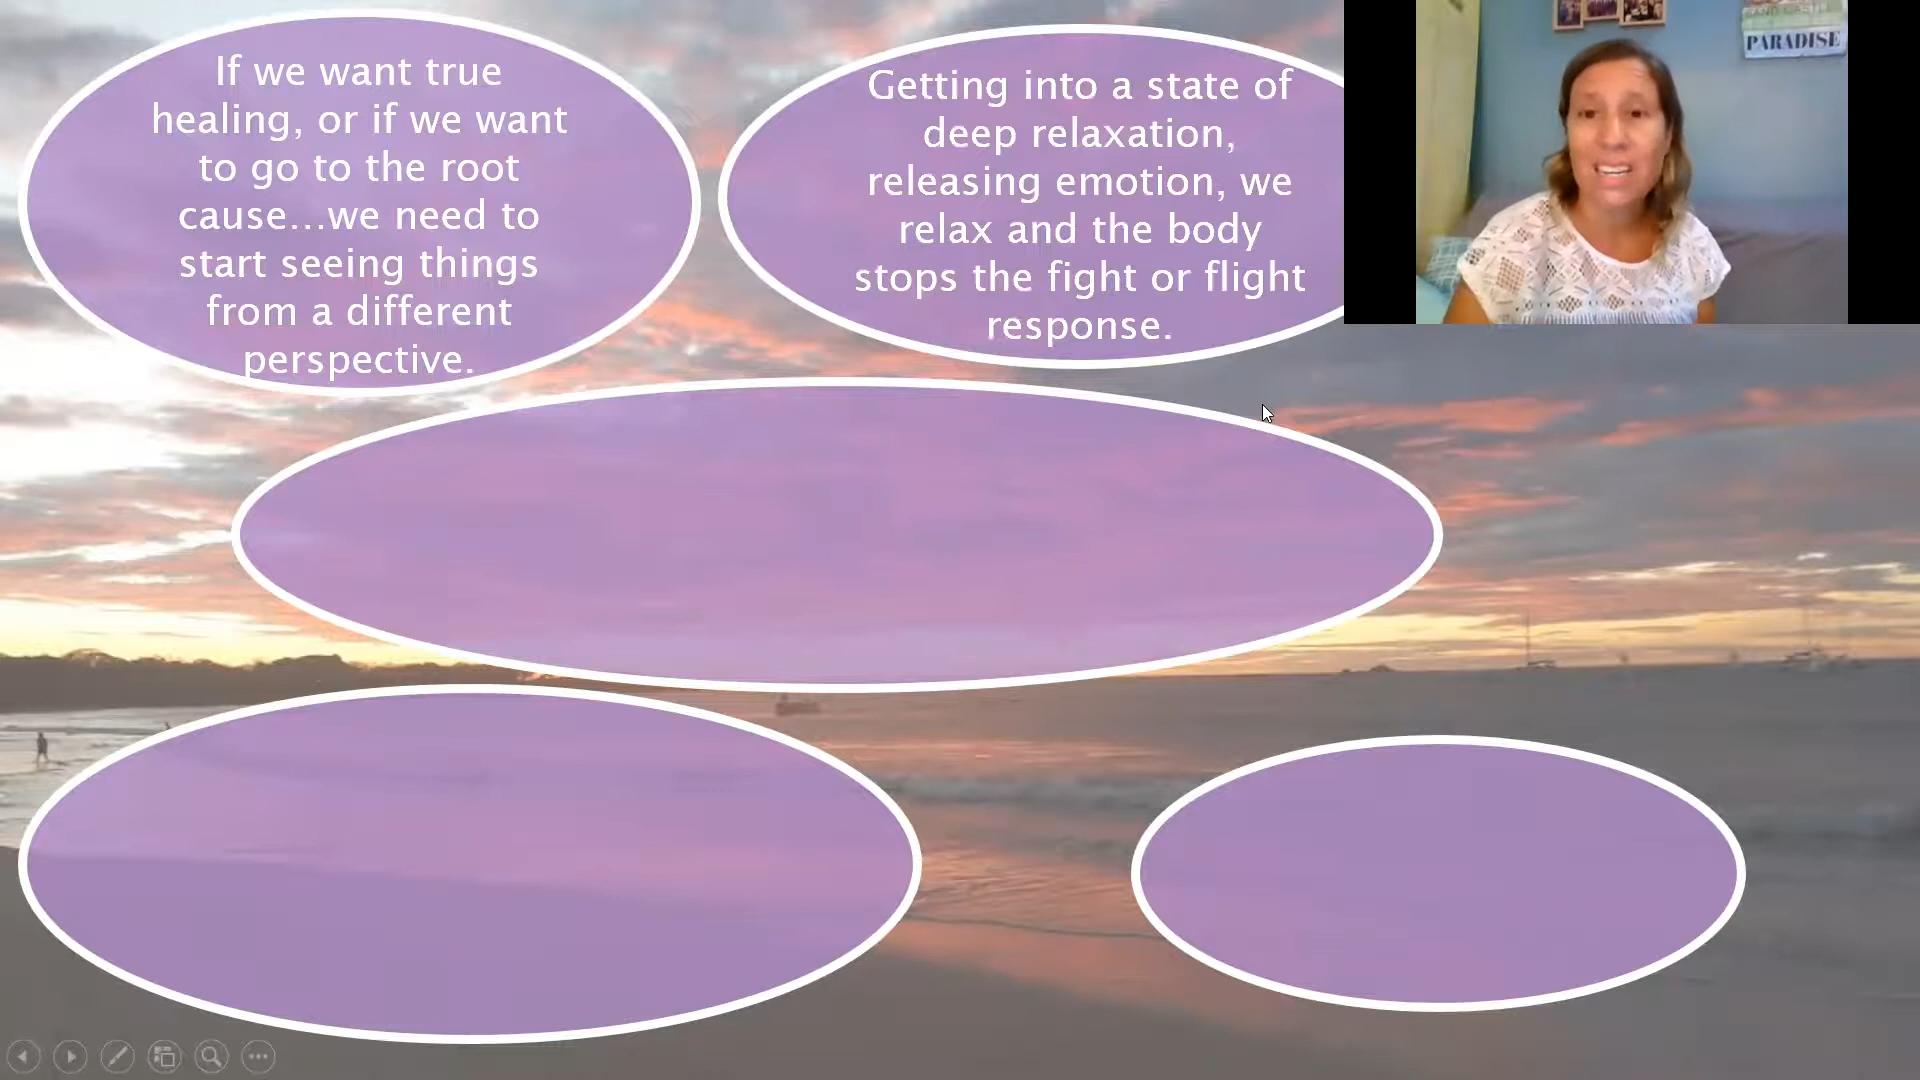 If we want true
healing, or if we want
to go to the root
cause...we need to
start seeing things
from a different
perspective.
Getting into a state of
deep relaxation,
releasing emotion, we
relax and the body
stops the fight or flight
response.
PARADISE